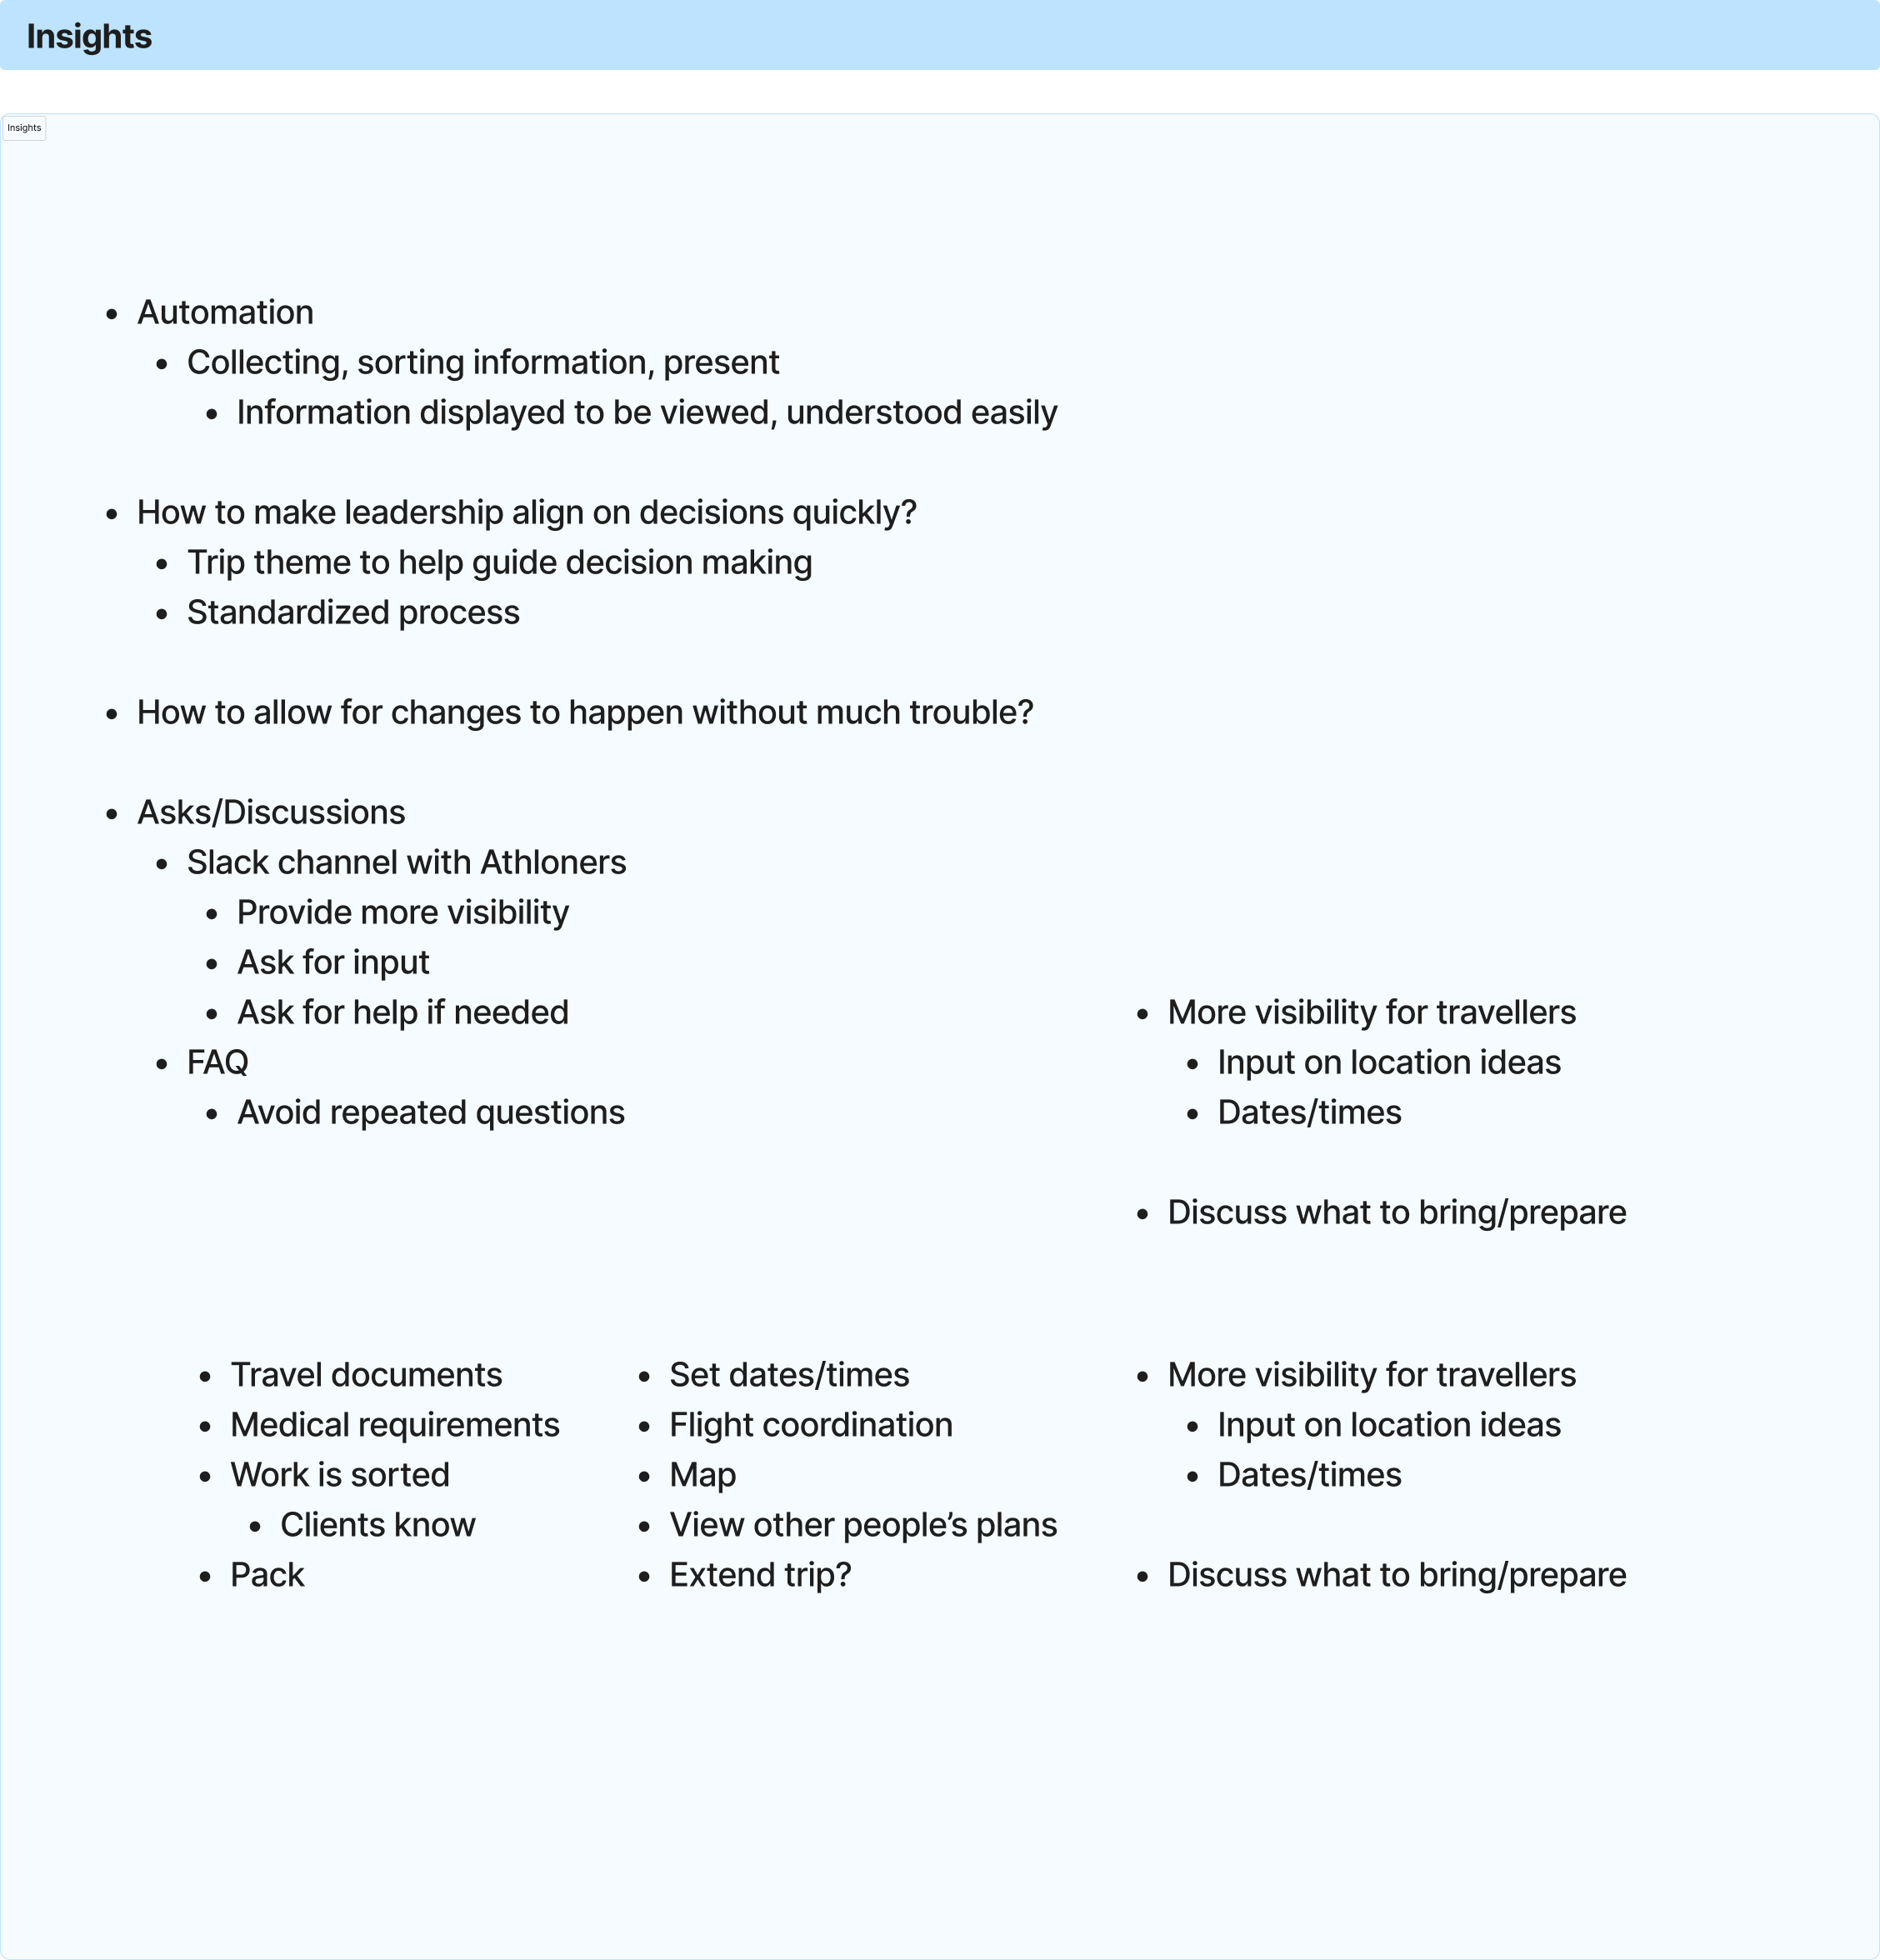 Insights
Insights
Automation
Collecting, sorting information, present
Information displayed to be viewed, understood easily
How to make leadership align on decisions quickly?
Trip theme to help guide decision making
Standardized process
How to allow for changes to happen without much trouble?
Asks/Discussions
Slack channel with Athloners
Provide more visibility
Ask for input
Ask for help if needed
FAQ
Avoid repeated questions
More visibility for travellers
Input on location ideas
Dates/times
Discuss what to bring/prepare
Travel documents
Medical requirements
Work is sorted
Clients know
Pack
Set dates/times
Flight coordination
Map
View other people’s plans
Extend trip?
More visibility for travellers
Input on location ideas
Dates/times
Discuss what to bring/prepare